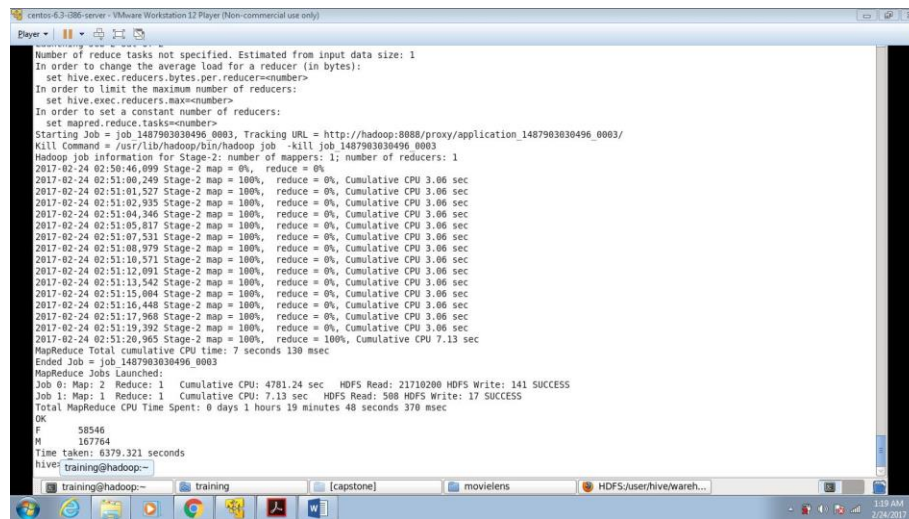 centos-6.3-i386-server - VMware Workstation 12 Player (Non-commercial use only)
Player
Launching Job 2 out of 2
Number of reduce tasks not specified. Estimated from input data size: 1
In order to change the average load for a reducer (in bytes):
set hive.exec.reducers.bytes.per.reducer=<number>
In order to limit the maximum number of reducers:
set hive.exec.reducers.max=<number>
In order to set a constant number of reducers:
set mapred.reduce.tasks=<number>
Starting Job = job_1487903030496_0003, Tracking URL = http://hadoop:8088/proxy/application_1487903030496_0003/
Kill Command = /usr/lib/hadoop/bin/hadoop job -kill job_1487903030496_0003
Hadoop job information for Stage-2: number of mappers: 1; number of reducers: 1
2017-02-24 02:50:46,099 Stage-2 map = 0%, reduce = 0%
2017-02-24 02:51:00,249 Stage-2 map = 100%, reduce = 0%, Cumulative CPU 3.06 sec
2017-02-24 02:51:01,527 Stage-2 map = 100%, reduce = 0%, Cumulative CPU 3.06 sec
2017-02-24 02:51:02,935 Stage-2 map = 100%, reduce = 0%, Cumulative CPU 3.06 sec
2017-02-24 02:51:04,346 Stage-2 map = 100%, reduce = 0%, Cumulative CPU 3.06 sec
2017-02-24 02:51:05,817 Stage-2 map = 100%, reduce = 0%, Cumulative CPU 3.06 sec
2017-02-24 02:51:07,531 Stage-2 map = 100%, reduce = 0%, Cumulative CPU 3.06 sec
2017-02-24 02:51:08,979 Stage-2 map = 100%, reduce = 0%, Cumulative CPU 3.06 sec
2017-02-24 02:51:10,571 Stage-2 map = 100%, reduce = 0%, Cumulative CPU 3.06 sec
2017-02-24 02:51:12,091 Stage-2 map = 100%, reduce = 0%, Cumulative CPU 3.06 sec
2017-02-24 02:51:13,542 Stage-2 map = 100%, reduce = 0%, Cumulative CPU 3.06 sec
2017-02-24 02:51:15,004 Stage-2 map = 100%, reduce = 0%, Cumulative CPU 3.06 sec
2017-02-24 02:51:16,448 Stage-2 map = 100%, reduce = 0%, Cumulative CPU 3.06 sec
2017-02-24 02:51:17,968 Stage-2 map = 100%, reduce = 0%, Cumulative CPU 3.06 sec
2017-02-24 02:51:19,392 Stage-2 map = 100%, reduce = 0%, Cumulative CPU 3.06 sec
2017-02-24 02:51:20,965 Stage-2 map = 100%, reduce = 100%, Cumulative CPU 7.13 sec
MapReduce Total cumulative CPU time: 7 seconds 130 msec
Ended Job = job_1487903030496_0003
MapReduce Jobs Launched:
Job 0: Map: 2 Reduce: 1 Cumulative CPU: 4781.24 sec HDFS Read: 21710200 HDFS Write: 141 SUCCESS
Job 1: Map: 1 Reduce: 1 Cumulative CPU: 7.13 sec HDFS Read: 508 HDFS Write: 17 SUCCESS
Total MapReduce CPU Time Spent: 0 days 1 hours 19 minutes 48 seconds 370 msec
OK
F 58546
M 167764
Time taken: 6379.321 seconds
hive>
training@hadoop:~
training@hadoop:~ training [capstone] movielens HDFS:/user/hive/wareh...
1:19 AM
2/24/2017